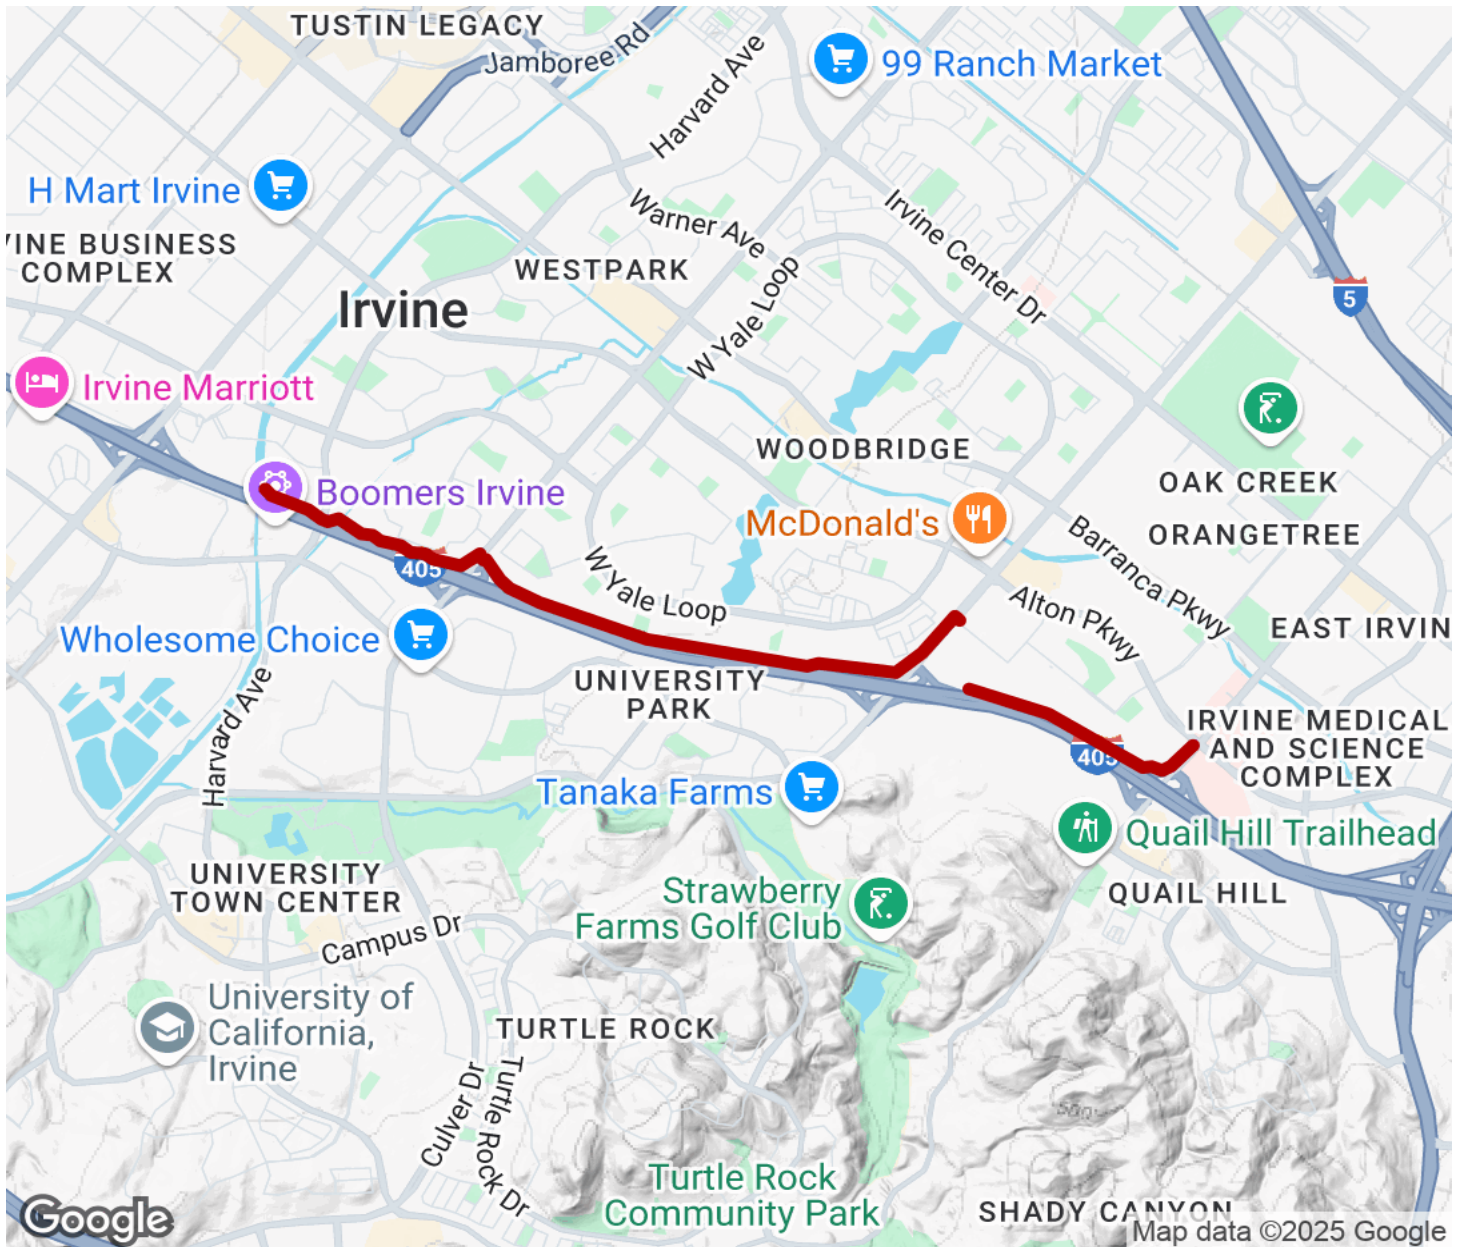 TUSTIN LEGACY
Jamboree Rd
Harvard Ave
99 Ranch Market
H Mart Irvine
Warner Ave
Irvine Center Dr
VINE BUSINESS
COMPLEX
WESTPARK
W Yale Loop
Irvine
5
Irvine Marriott
WOODBRIDGE
OAK CREEK
Boomers Irvine
McDonald's
ORANGETREE
Barranca Pkwy
405
W Yale Loop
Alton Pkwy
Wholesome Choice
EAST IRVIN
UNIVERSITY
PARK
Harvard Ave
IRVINE MEDICAL
AND SCIENCE
COMPLEX
405
Tanaka Farms
Quail Hill Trailhead
UNIVERSITY
TOWN CENTER
Strawberry
Farms Golf Club
QUAIL HILL
Campus Dr
University of
California,
Irvine
TURTLE ROCK
Culver Dr
Turtle Rock Dr
Turtle Rock
Community Park
SHADY CANYON
Google
Map data ©2025 Google